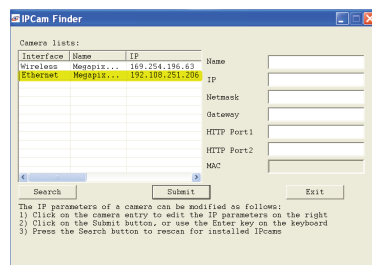 IPCam Finder
Camera lists:
Interface Name IP
Wireless Megapix... 169.254.196.63
Ethernet Megapix... 192.108.251.206
Name
IP
Netmask
Gateway
HTTP Port1
HTTP Port2
MAC
Search Submit Exit
The IP parameters of a camera can be modified as follows:
1) Click on the camera entry to edit the IP parameters on the right
2) Click on the Submit button, or use the Enter key on the keyboard
3) Press the Search button to rescan for installed IPcams